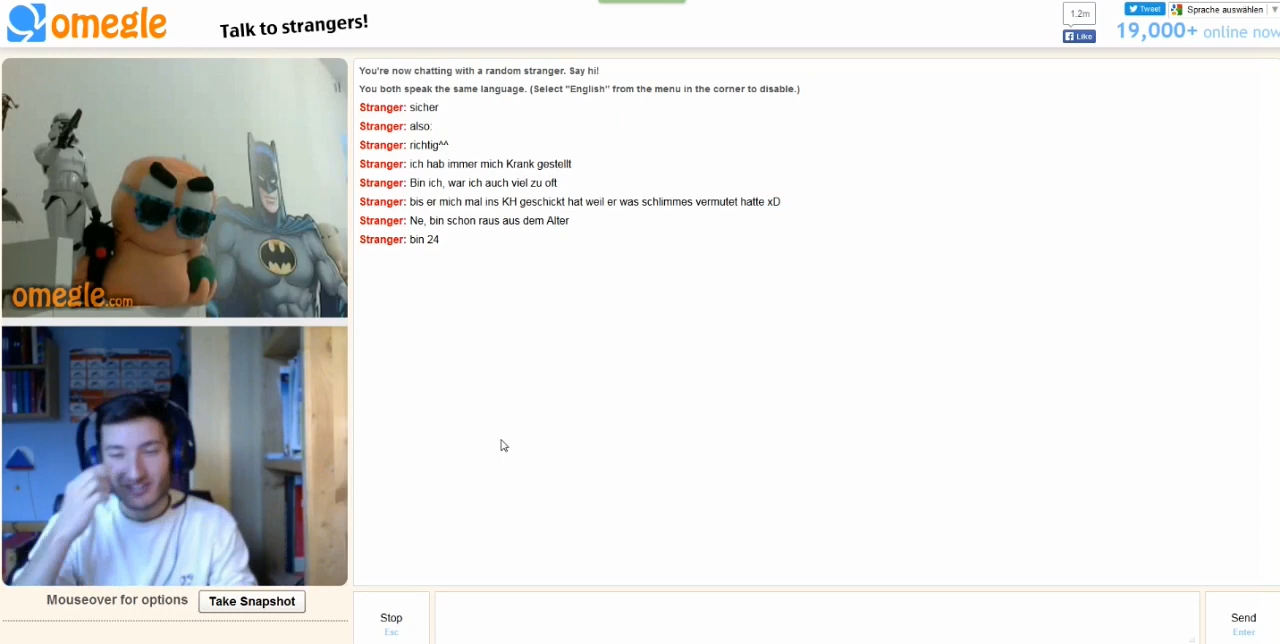 omegle
Talk to strangers!
1.2m
Like
Tweet
Sprache auswählen
19,000+ online now
omegle.com
You're now chatting with a random stranger. Say hi!
You both speak the same language. (Select "English" from the menu in the corner to disable.)
Stranger: sicher
Stranger: also:
Stranger: richtig^^
Stranger: ich hab immer mich Krank gestellt
Stranger: Bin ich, war ich auch viel zu oft
Stranger: bis er mich mal ins KH geschickt hat weil er was schlimmes vermutet hatte xD
Stranger: Ne, bin schon raus aus dem Alter
Stranger: bin 24
Mouseover for options
Take Snapshot
Stop
Esc
Send
Enter